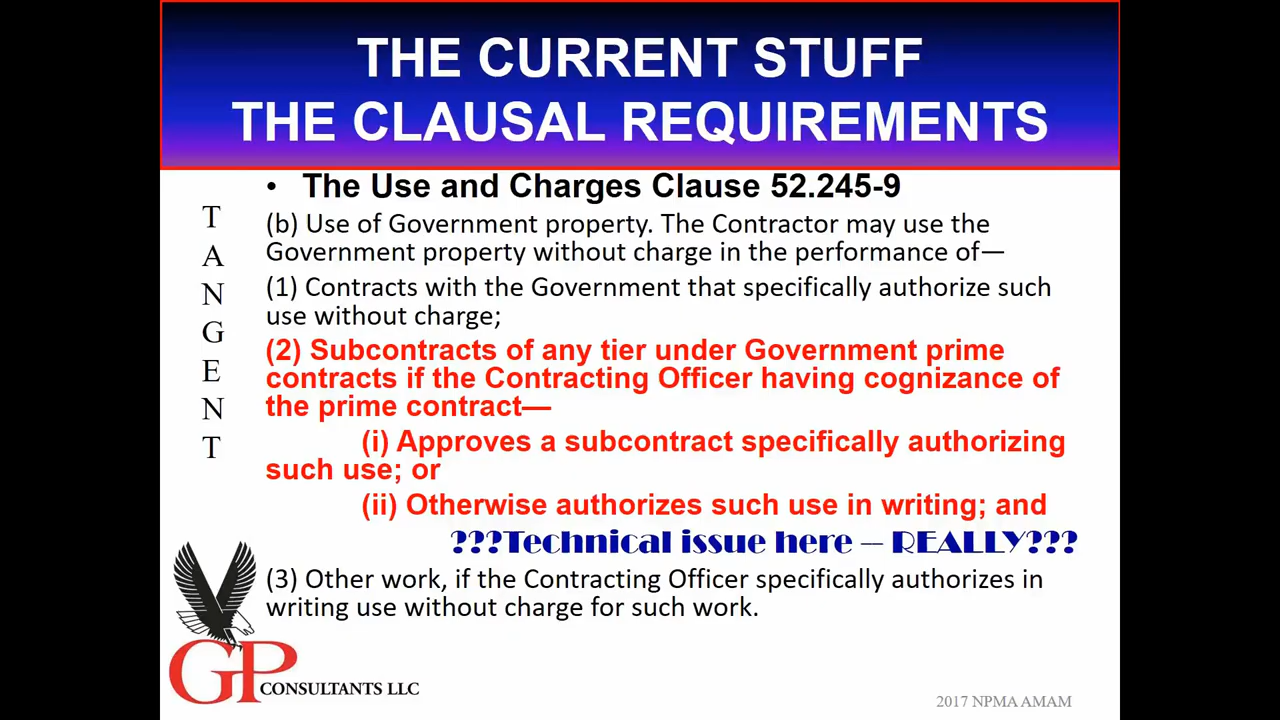 THE CURRENT STUFF
THE CLAUSAL REQUIREMENTS
• The Use and Charges Clause 52.245-9
T
A
N
G
E
N
T
(b) Use of Government property. The Contractor may use the
Government property without charge in the performance of—
(1) Contracts with the Government that specifically authorize such
use without charge;
(2) Subcontracts of any tier under Government prime
contracts if the Contracting Officer having cognizance of
the prime contract—
(i) Approves a subcontract specifically authorizing
such use; or
(ii) Otherwise authorizes such use in writing; and
???Technical issue here – REALLY???
(3) Other work, if the Contracting Officer specifically authorizes in
writing use without charge for such work.
GP CONSULTANTS LLC
2017 NPMA AMAM